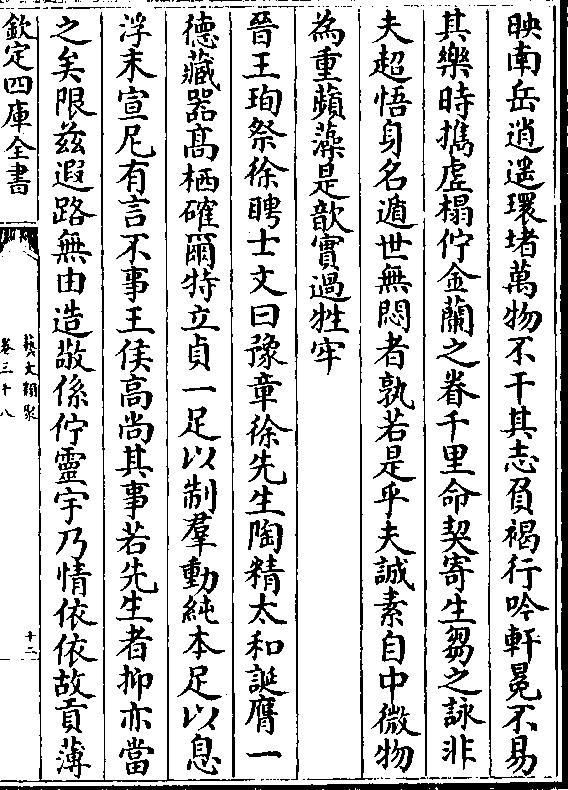 映南岳逍遥環堵萬物不干其志負褐行吟軒冕不易
其樂時攜虚榻佇金蘭之眷千里命契寄生芻之詠非
夫超悟身名遁世無悶者孰若是乎夫誠素自中微物
為重蘋藻是歆實過牲牢
晉王珣祭徐聘士文曰豫章徐先生陶精太和誕膺一
德藏器髙栖確爾特立貞一足以制羣動純本足以息
浮末宣尼有言不事王侯高尚其事若先生者抑亦當
之矣限兹遐路無由造敬係佇靈宇乃情依依故貢薄
欽定四庫全書
藝文類聚
卷三十八
十二